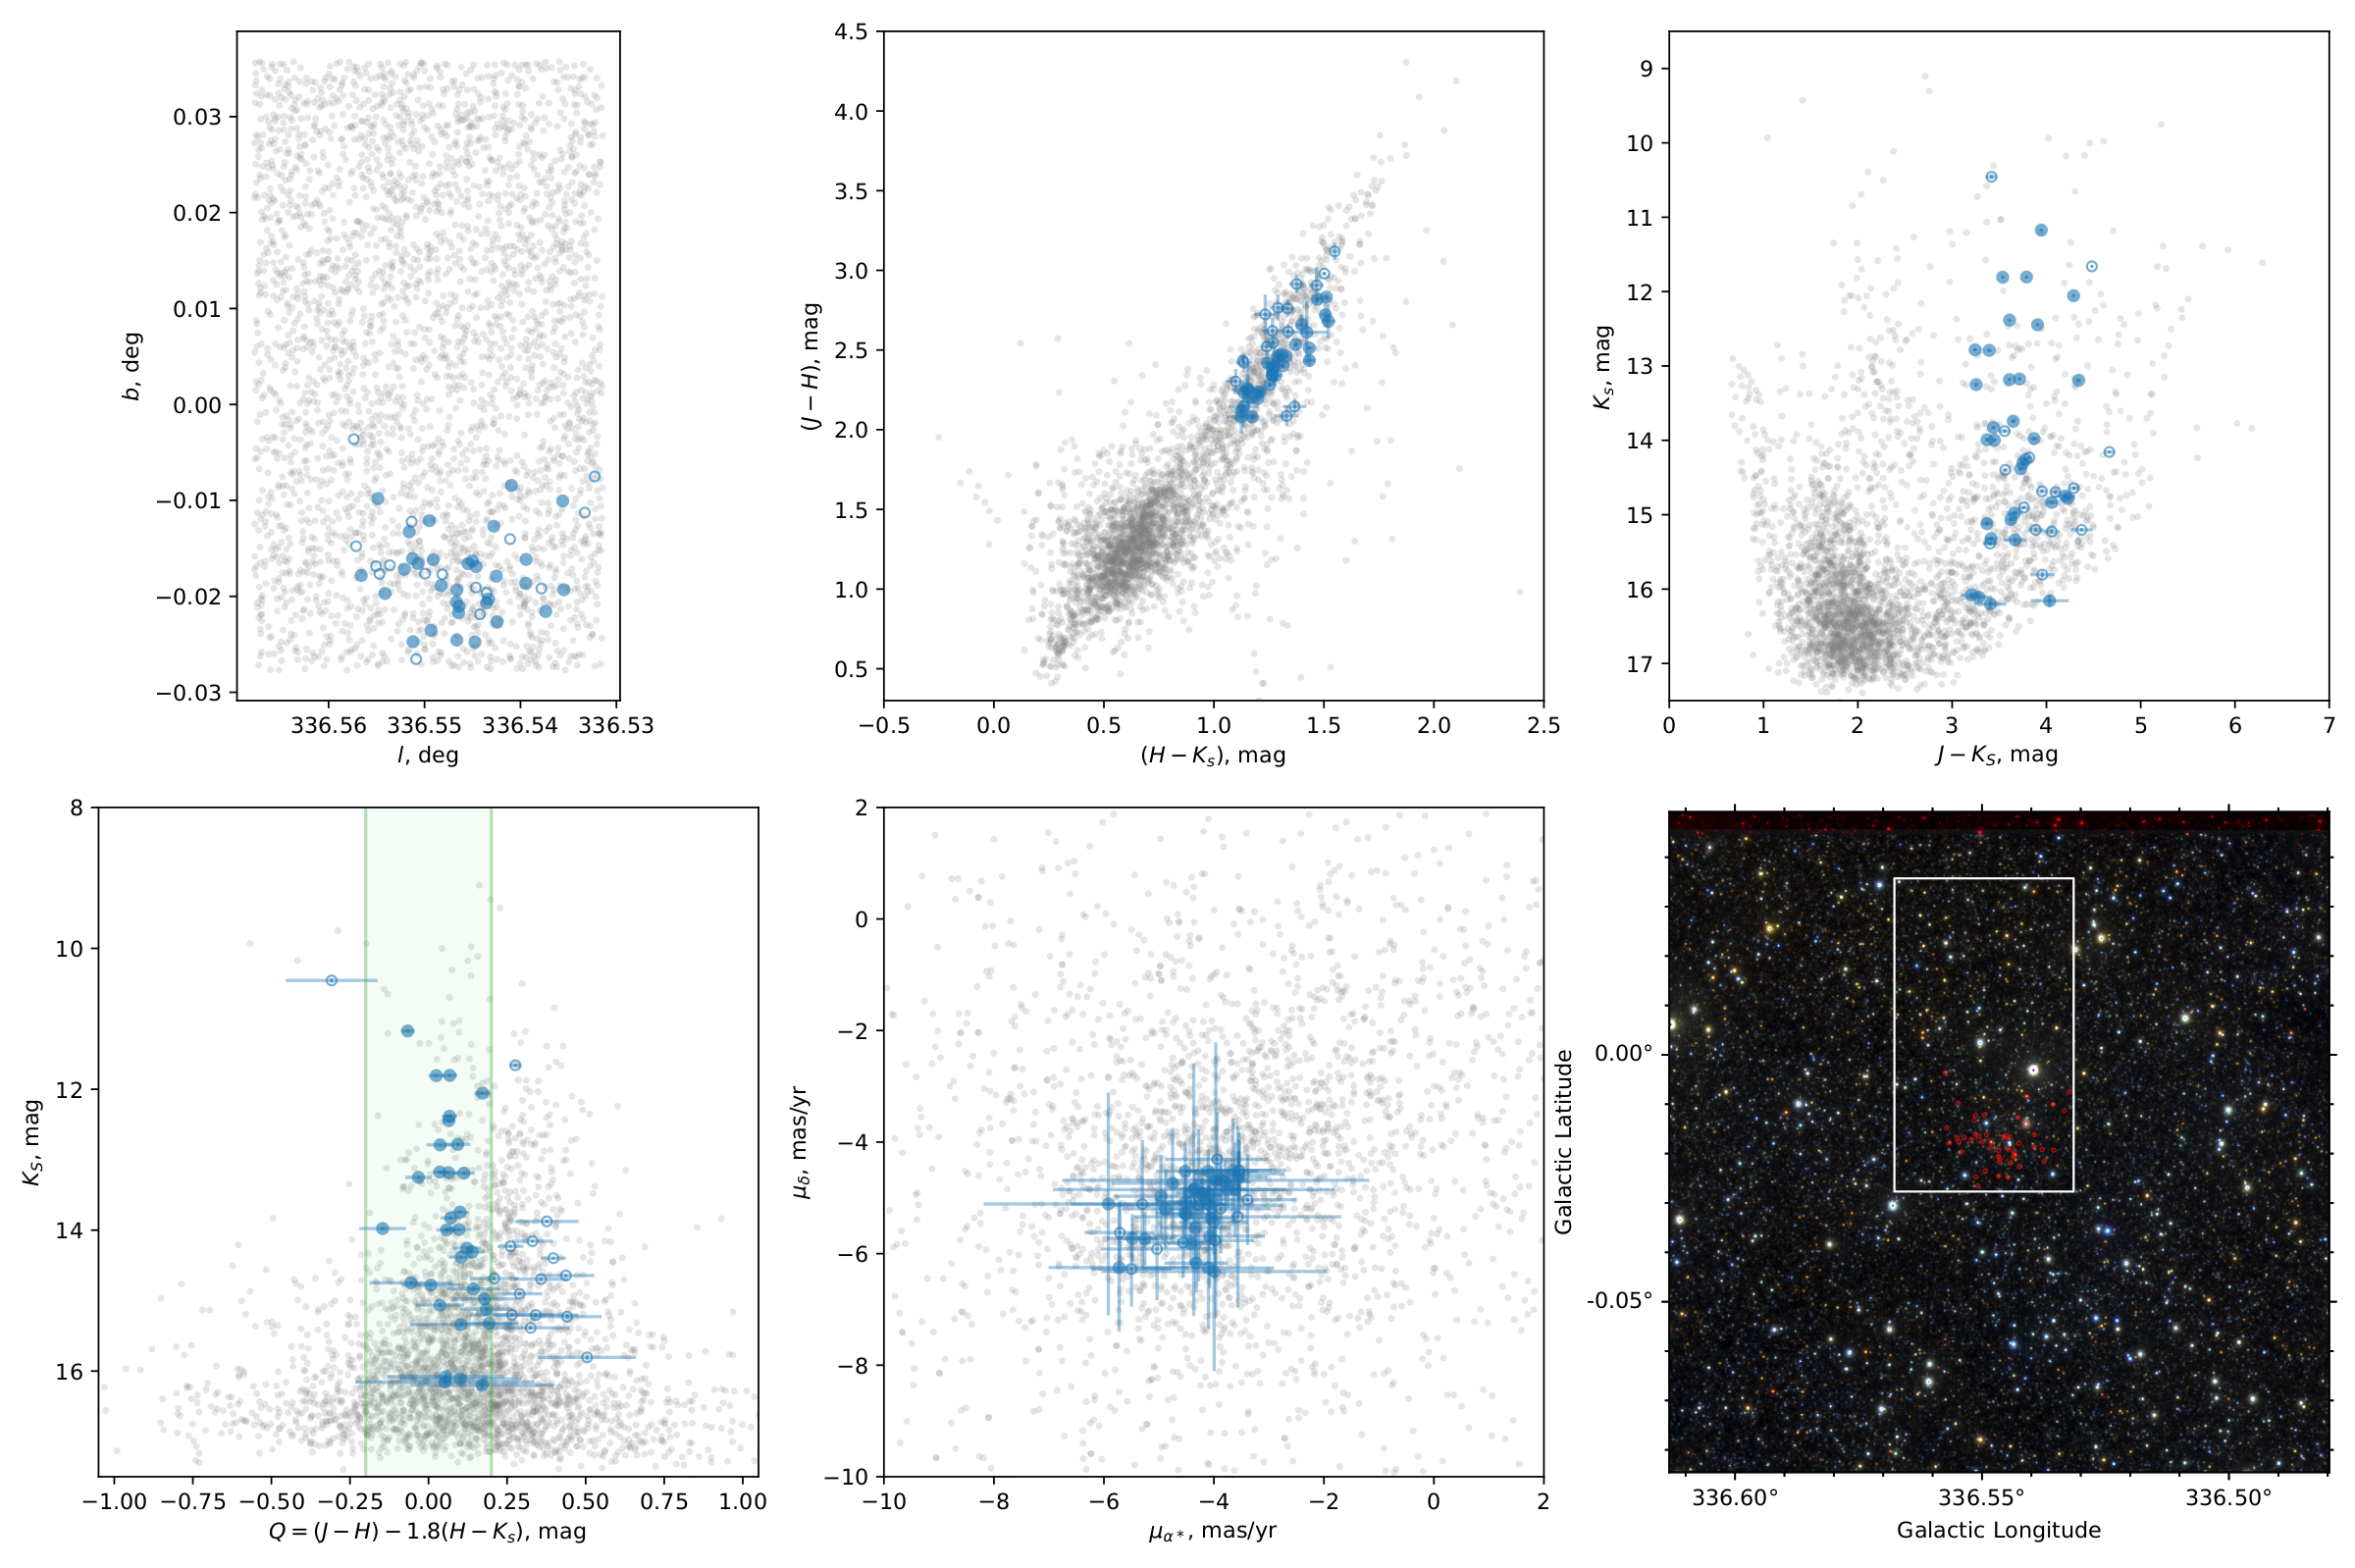 0.03
0.02
0.01
0.00
−0.01
−0.02
−0.03
b, deg
336.56 336.55 336.54 336.53
l, deg
4.5
4.0
3.5
3.0
2.5
2.0
1.5
1.0
0.5
(J − H), mag
−0.5 0.0 0.5 1.0 1.5 2.0 2.5
(H − Ks), mag
9
10
11
12
13
14
15
16
17
KS, mag
0 1 2 3 4 5 6 7
J − KS, mag
8
10
12
14
16
KS, mag
−1.00 −0.75 −0.50 −0.25 0.00 0.25 0.50 0.75 1.00
Q = (J − H) − 1.8(H − Ks), mag
2
0
−2
−4
−6
−8
−10
μδ, mas/yr
−10 −8 −6 −4 −2 0 2
μα*, mas/yr
0.00°
-0.05°
Galactic Latitude
336.60° 336.55° 336.50°
Galactic Longitude